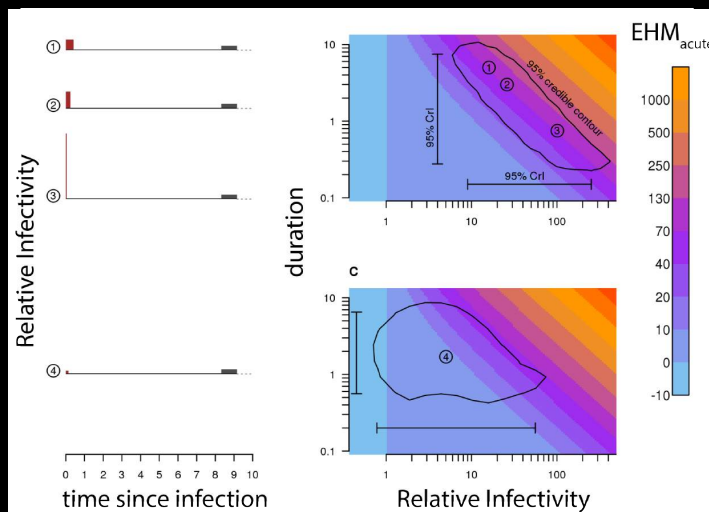 Relative Infectivity
①
②
③
④
0 1 2 3 4 5 6 7 8 9 10
time since infection
duration
10
1
0.1
95% CrI
95% CrI
95% credible contour
①
②
③
1 10 100
c
10
1
0.1
④
1 10 100
Relative Infectivity
EHM acute
1000
500
250
130
70
40
20
10
0
-10